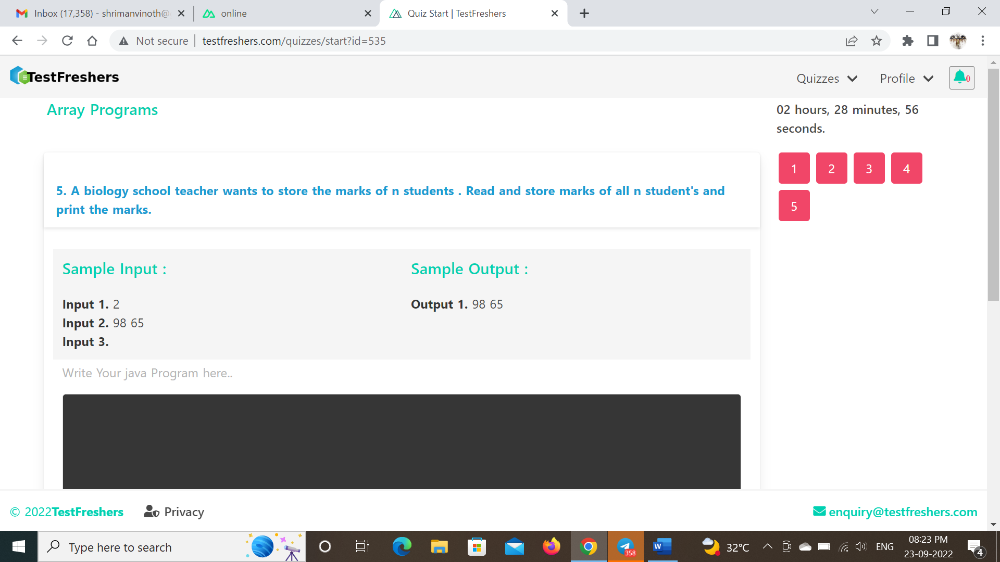 Inbox (17,358) - shrimanvinoth@
online
Quiz Start | TestFreshers
Not secure
testfreshers.com/quizzes/start?id=535
TestFreshers
Quizzes
Profile
0
Array Programs
02 hours, 28 minutes, 56
seconds.
1 2 3 4
5
5. A biology school teacher wants to store the marks of n students . Read and store marks of all n student's and
print the marks.
Sample Input :
Sample Output :
Input 1. 2
Output 1. 98 65
Input 2. 98 65
Input 3.
Write Your java Program here..
© 2022TestFreshers
Privacy
enquiry@testfreshers.com
Type here to search
358
W
32°C
ENG
08:23 PM
23-09-2022
4